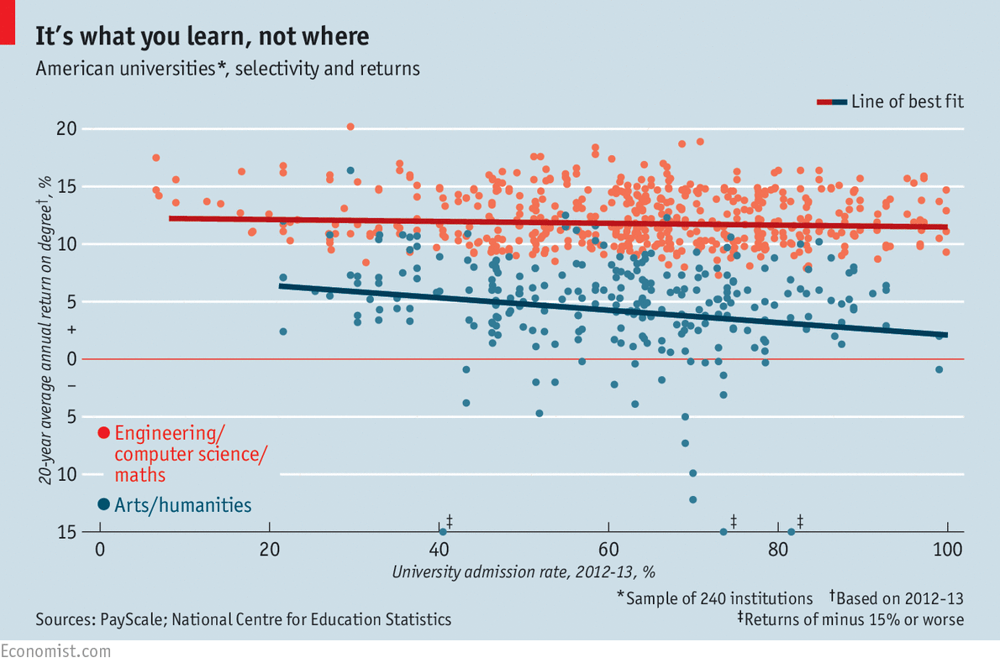 It's what you learn, not where
American universities*, selectivity and returns
Line of best fit
20-year average annual return on degree†, %
20
15
10
5
+
0
–
5
10
15
Engineering/
computer science/
maths
Arts/humanities
‡ ‡ ‡
0 20 40 60 80 100
University admission rate, 2012-13, %
*Sample of 240 institutions †Based on 2012-13
Sources: PayScale; National Centre for Education Statistics ‡Returns of minus 15% or worse
Economist.com